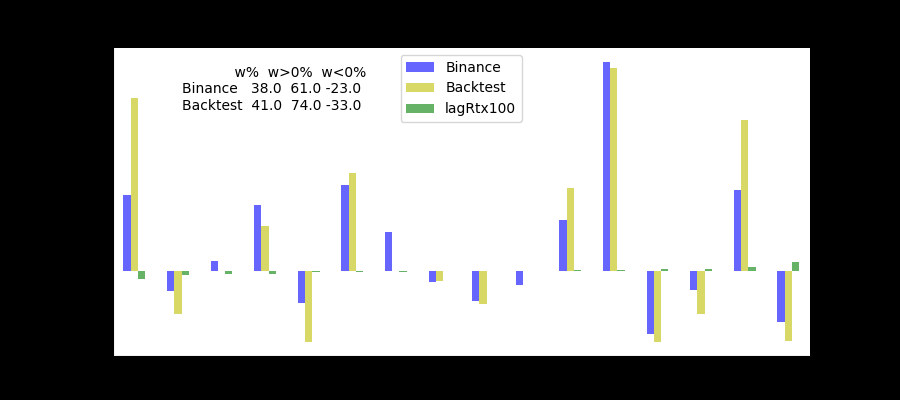 w% w>0% w<0%
Binance 38.0 61.0 -23.0
Backtest 41.0 74.0 -33.0
Binance
Backtest
lagRtx100